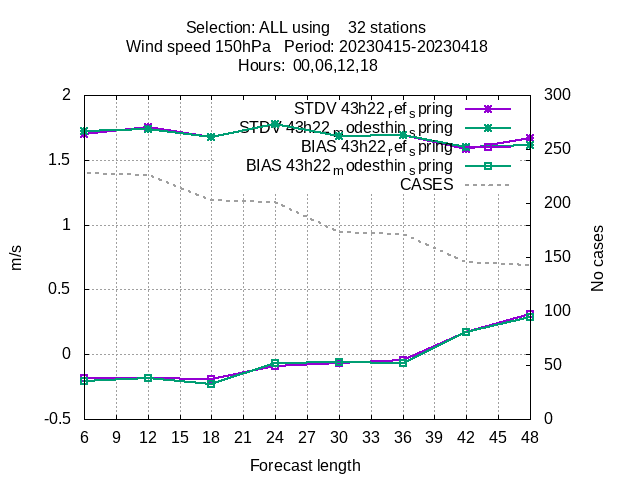 Selection: ALL using 32 stations
Wind speed 150hPa Period: 20230415-20230418
Hours: 00,06,12,18
2 300
STDV 43h22_ref_spring
STDV 43h22_modesthin_spring
BIAS 43h22_ref_spring
BIAS 43h22_modesthin_spring
CASES
1.5 250
1 200
0.5 150
0 100
-0.5 50
0
m/s
No cases
6 9 12 15 18 21 24 27 30 33 36 39 42 45 48
Forecast length